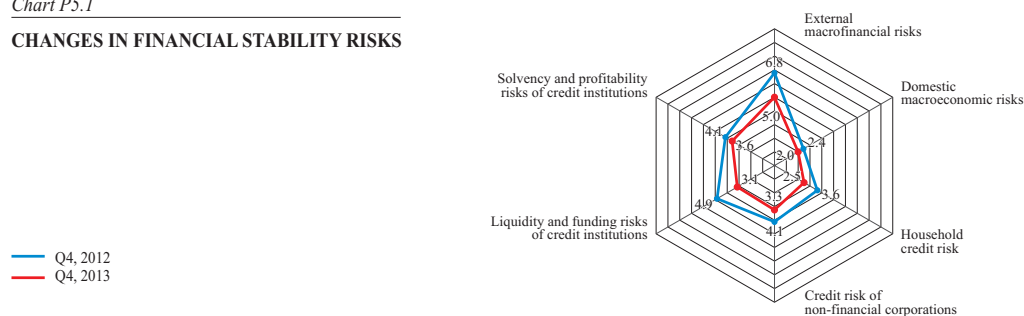 Chart P5.1
CHANGES IN FINANCIAL STABILITY RISKS
External
macrofinancial risks
Domestic
macroeconomic risks
Household
credit risk
Credit risk of
non-financial corporations
Liquidity and funding risks
of credit institutions
Solvency and profitability
risks of credit institutions
6.8
5.0
2.4
2.0
3.6
2.5
4.1
3.3
4.9
3.1
4.1
3.6
Q4, 2012
Q4, 2013